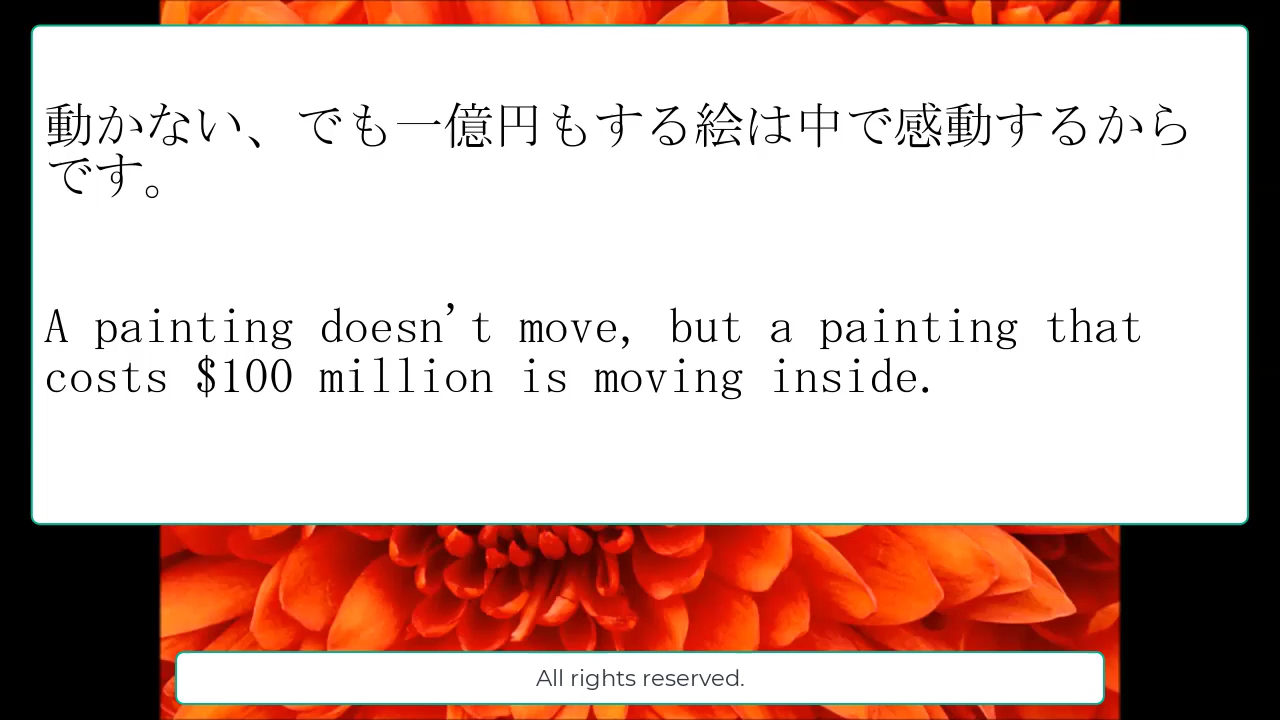 動かない、でも一億円もする絵は中で感動するから
です。
A painting doesn't move, but a painting that
costs $100 million is moving inside.
All rights reserved.